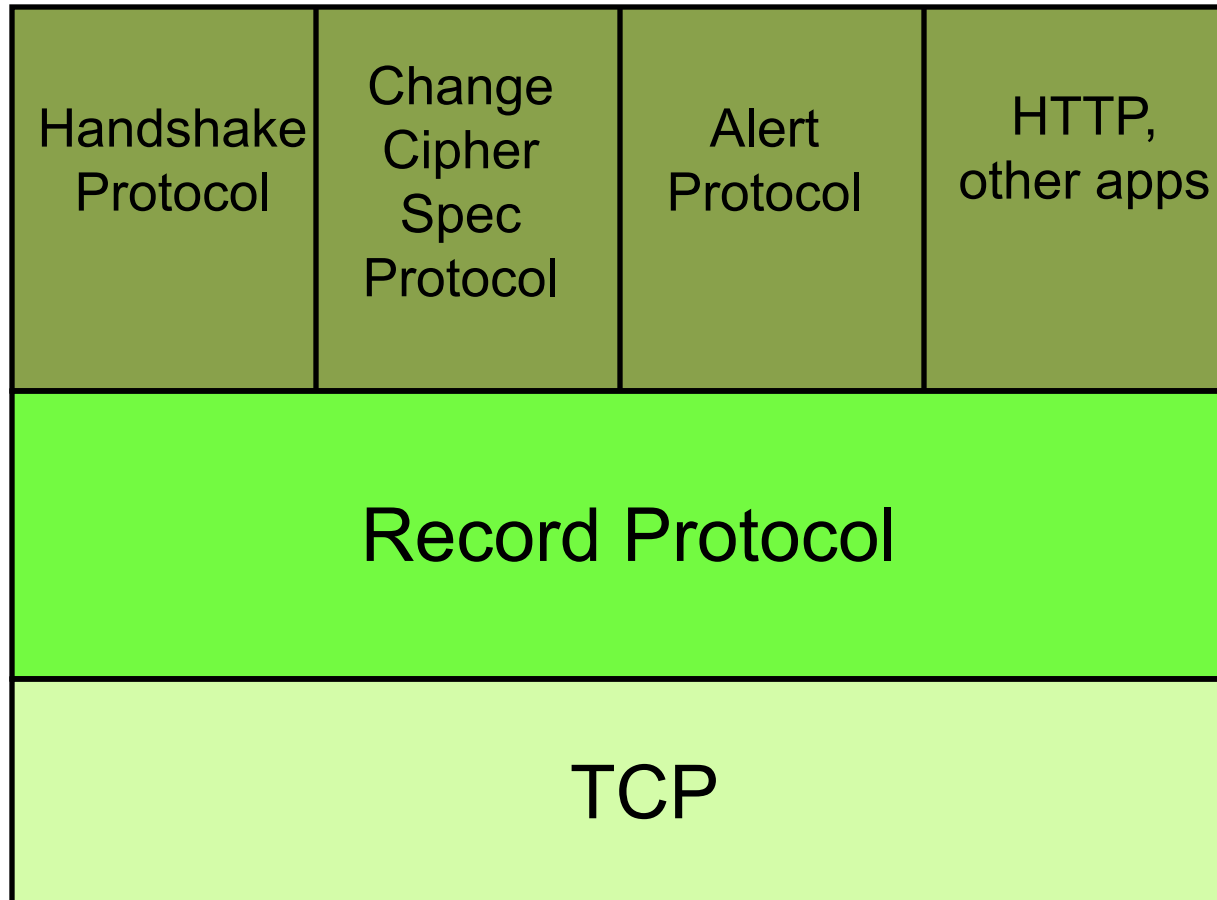 Handshake
Protocol
Change
Cipher
Spec
Protocol
Alert
Protocol
HTTP,
other apps
Record Protocol
TCP